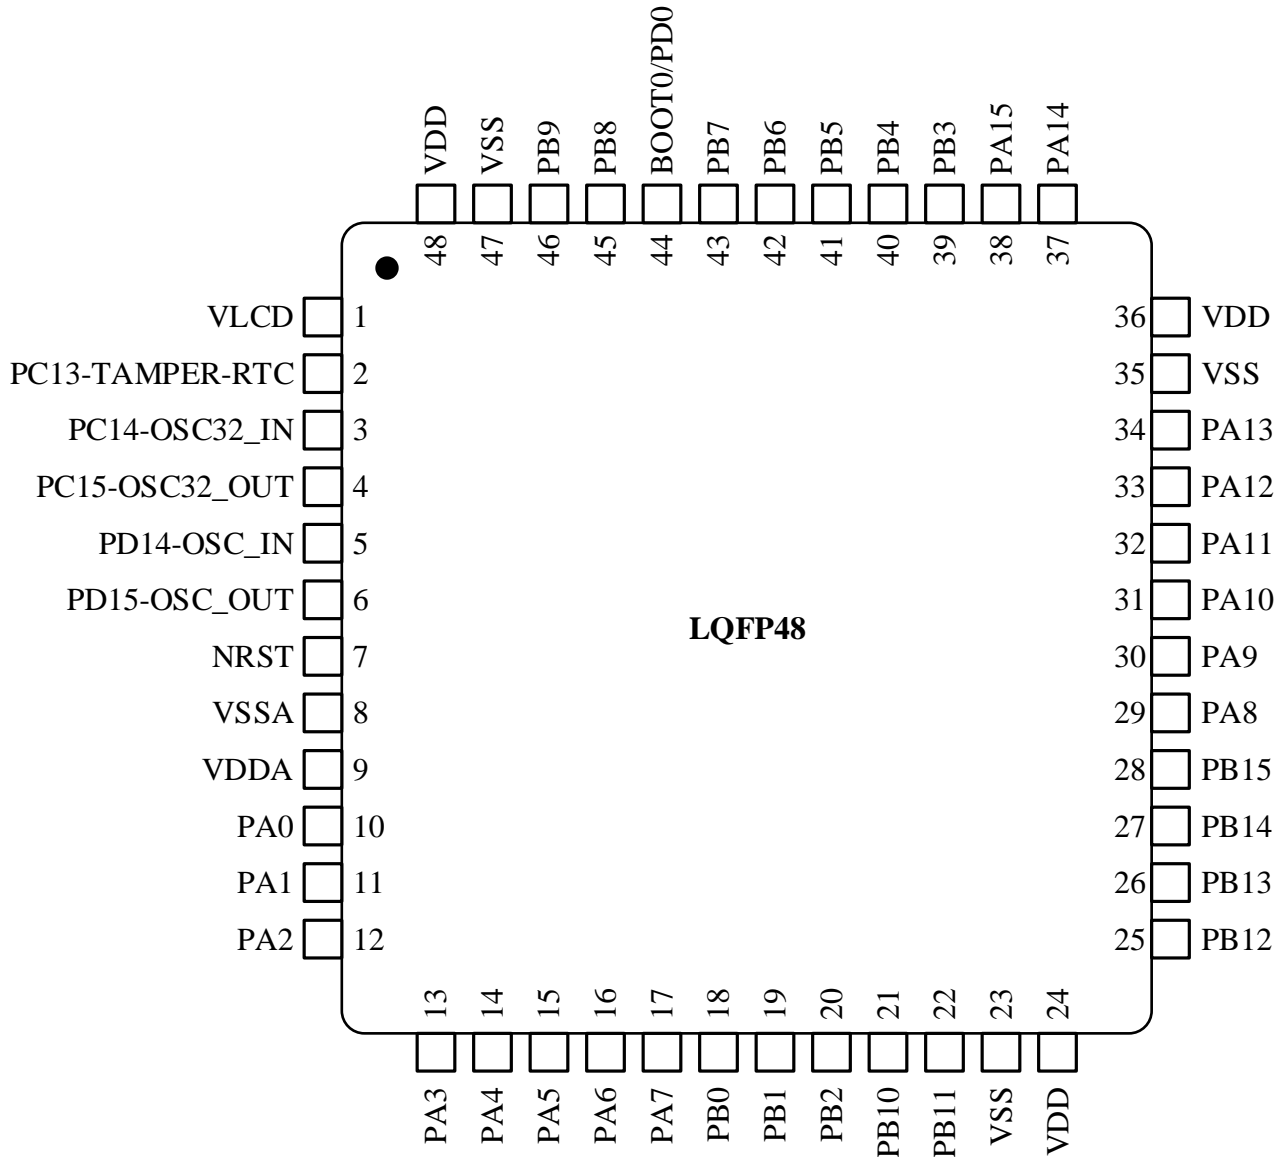 VDD
VSS
PB9
PB8
BOOT0/PD0
PB7
PB6
PB5
PB4
PB3
PA15
PA14
48
47
46
45
44
43
42
41
40
39
38
37
VLCD 1
36 VDD
PC13-TAMPER-RTC 2
35 VSS
PC14-OSC32_IN 3
34 PA13
PC15-OSC32_OUT 4
33 PA12
PD14-OSC_IN 5
32 PA11
PD15-OSC_OUT 6
31 PA10
LQFP48
NRST 7
30 PA9
VSSA 8
29 PA8
VDDA 9
28 PB15
PA0 10
27 PB14
PA1 11
26 PB13
PA2 12
25 PB12
13
14
15
16
17
18
19
20
21
22
23
24
PA3
PA4
PA5
PA6
PA7
PB0
PB1
PB2
PB10
PB11
VSS
VDD